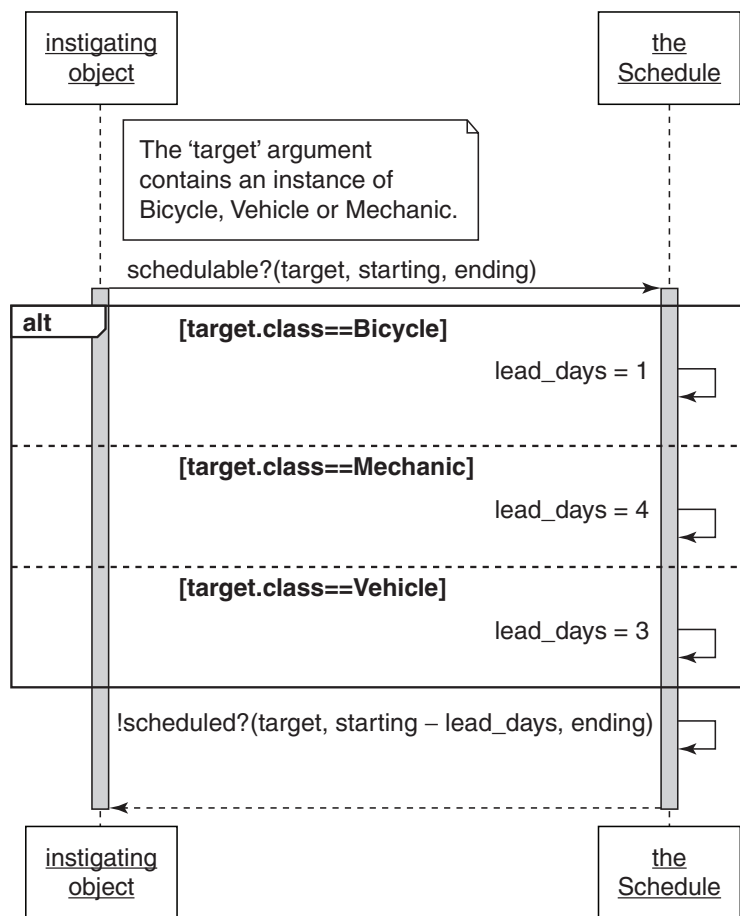 instigating
object
the
Schedule
The ‘target’ argument
contains an instance of
Bicycle, Vehicle or Mechanic.
schedulable?(target, starting, ending)
alt
[target.class==Bicycle]
lead_days = 1
[target.class==Mechanic]
lead_days = 4
[target.class==Vehicle]
lead_days = 3
!scheduled?(target, starting – lead_days, ending)
instigating
object
the
Schedule